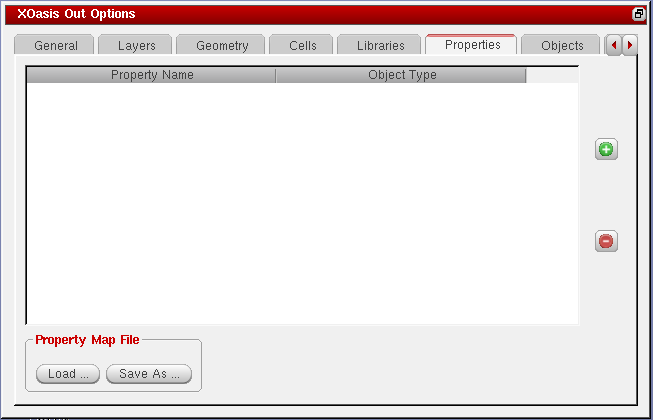 XOasis Out Options
General Layers Geometry Cells Libraries Properties Objects
Property Name Object Type
Property Map File
Load ... Save As ...